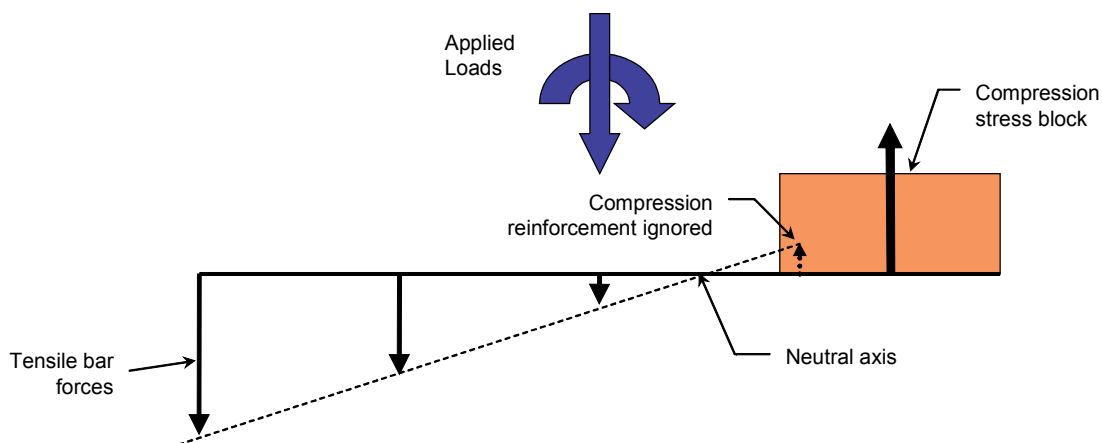 Applied
Loads
Compression
stress block
Compression
reinforcement ignored
Tensile bar
forces
Neutral axis